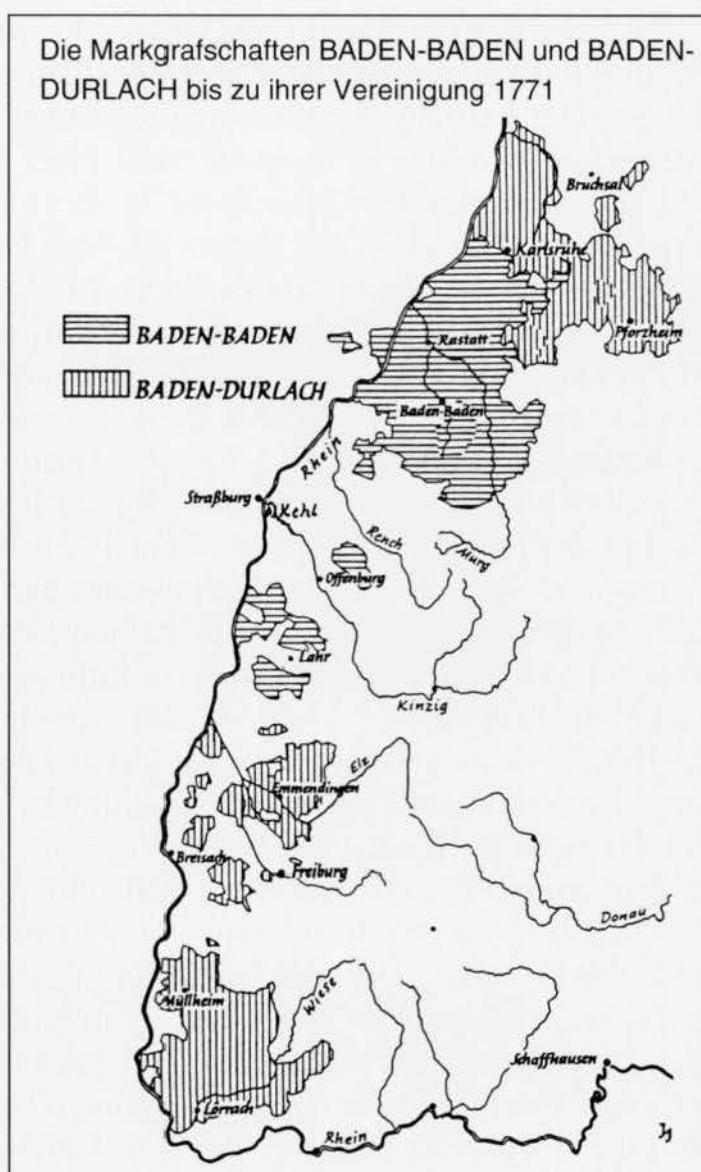 Die Markgrafschaften BADEN-BADEN und BADEN-
DURLACH bis zu ihrer Vereinigung 1771
Bruchsal
Karlsruhe
BADEN-BADEN
Rastatt
Pforzheim
BADEN-DURLACH
Baden-Baden
Rhein
Straßburg
Kehl
Rench
Murg
Offenburg
Lahr
Kinzig
Elz
Emmendingen
Breisach
Freiburg
Donau
Müllheim
Wiese
Schaffhausen
Lörrach
Rhein